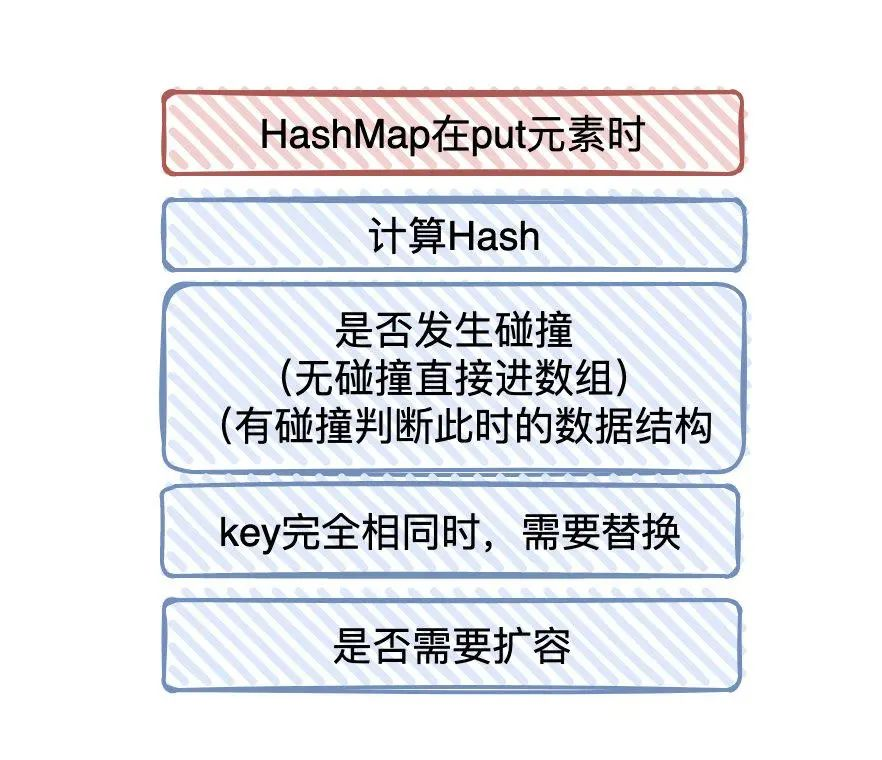 HashMap在put元素时
计算Hash
是否发生碰撞
（无碰撞直接进数组）
（有碰撞判断此时的数据结构
key完全相同时，需要替换
是否需要扩容